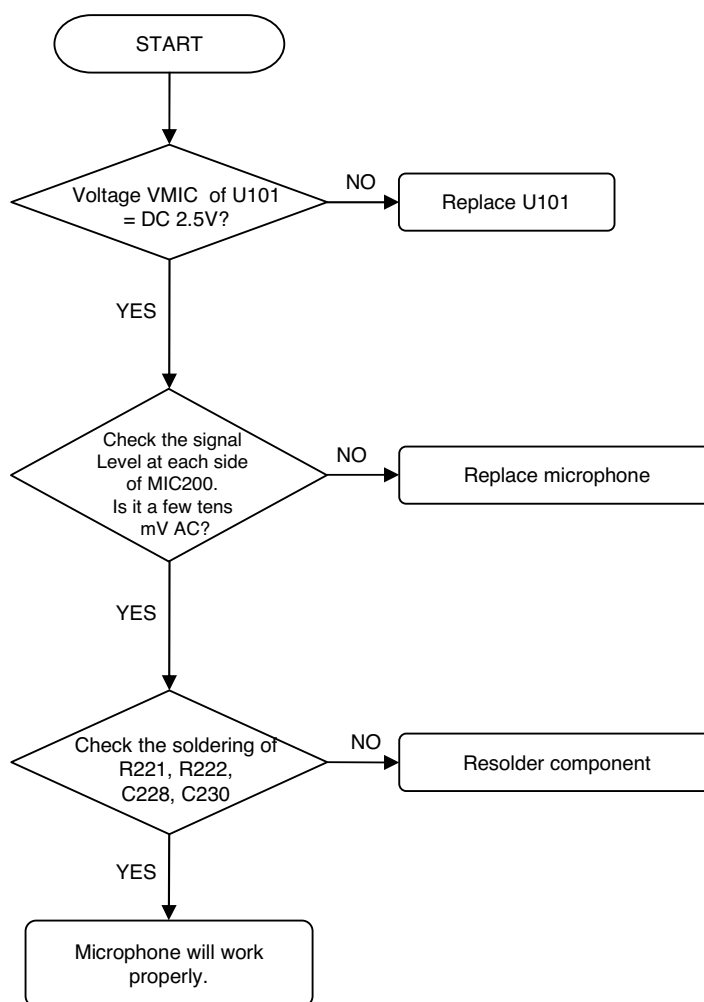 START
Voltage VMIC of U101
= DC 2.5V?
NO
Replace U101
YES
Check the signal
Level at each side
of MIC200.
Is it a few tens
mV AC?
NO
Replace microphone
YES
Check the soldering of
R221, R222,
C228, C230
NO
Resolder component
YES
Microphone will work
properly.